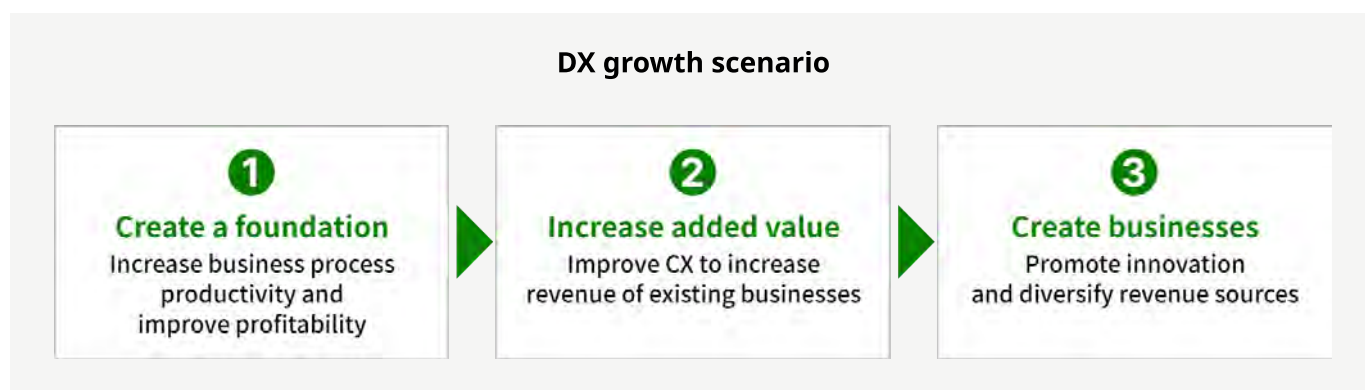 DX growth scenario
1
Create a foundation
Increase business process
productivity and
improve profitability
2
Increase added value
Improve CX to increase
revenue of existing businesses
3
Create businesses
Promote innovation
and diversify revenue sources